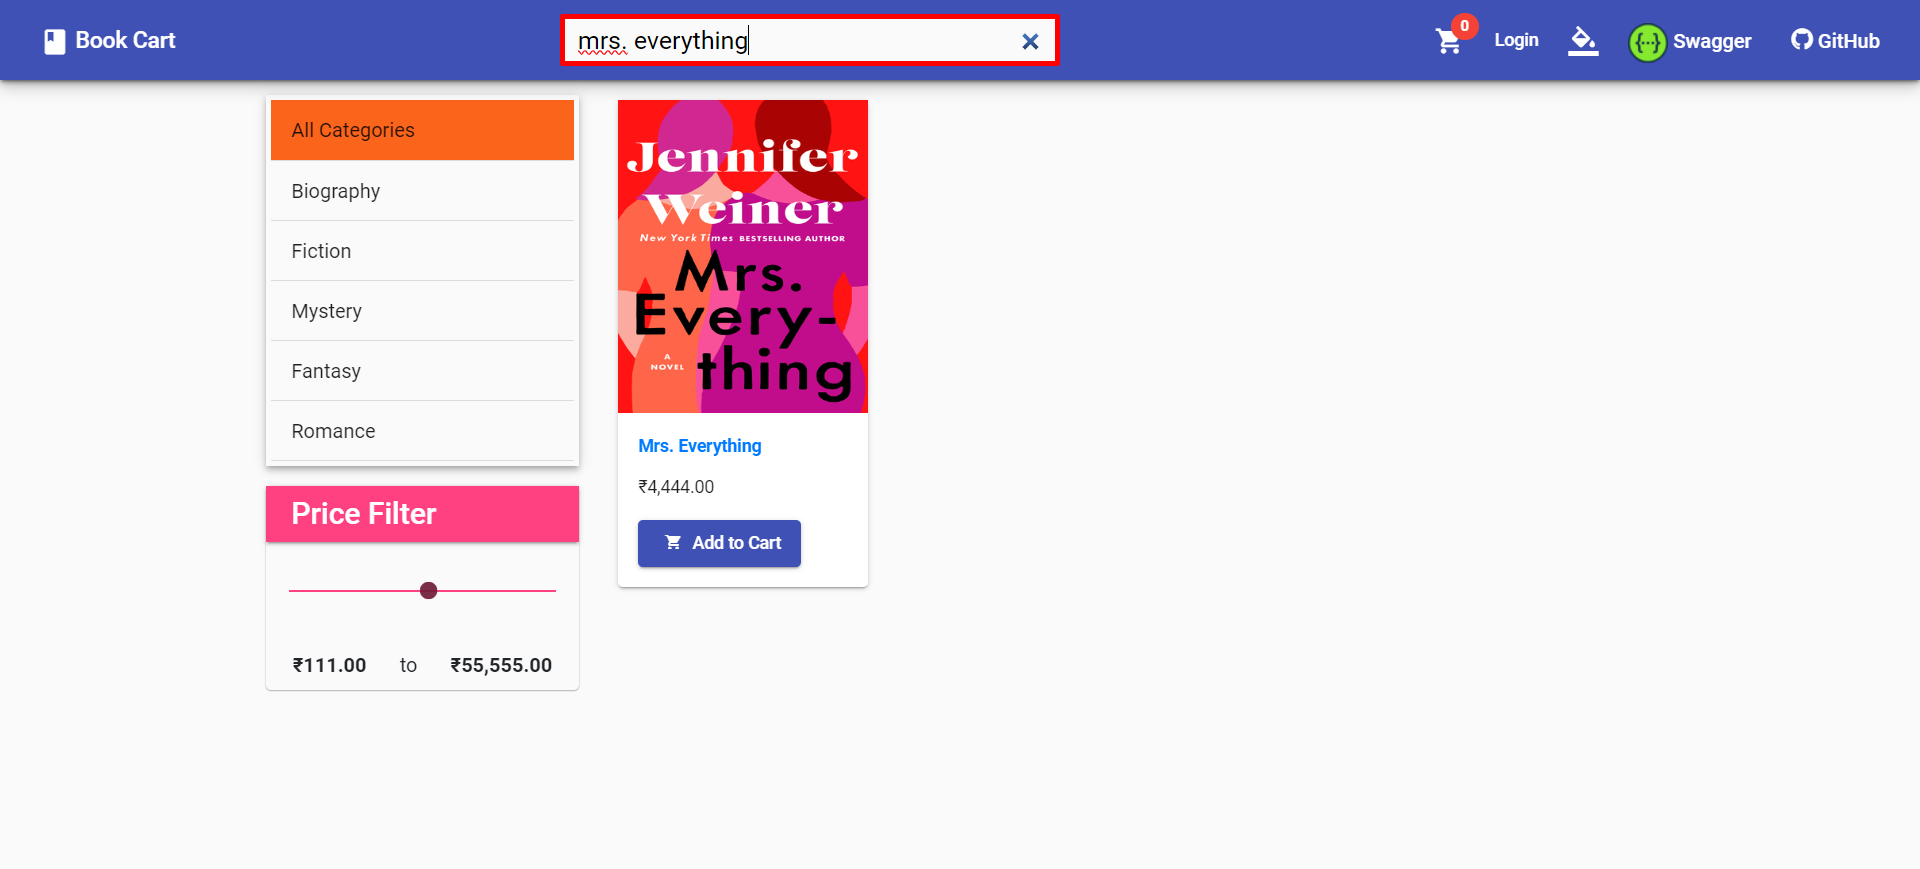 Book Cart
mrs. everything
0
Login
Swagger
GitHub
All Categories
Biography
Fiction
Mystery
Fantasy
Romance
Price Filter
₹111.00 to ₹55,555.00
Jennifer
Weiner
New York Times BESTSELLING AUTHOR
Mrs.
Every-
thing
A
NOVEL
Mrs. Everything
₹4,444.00
Add to Cart